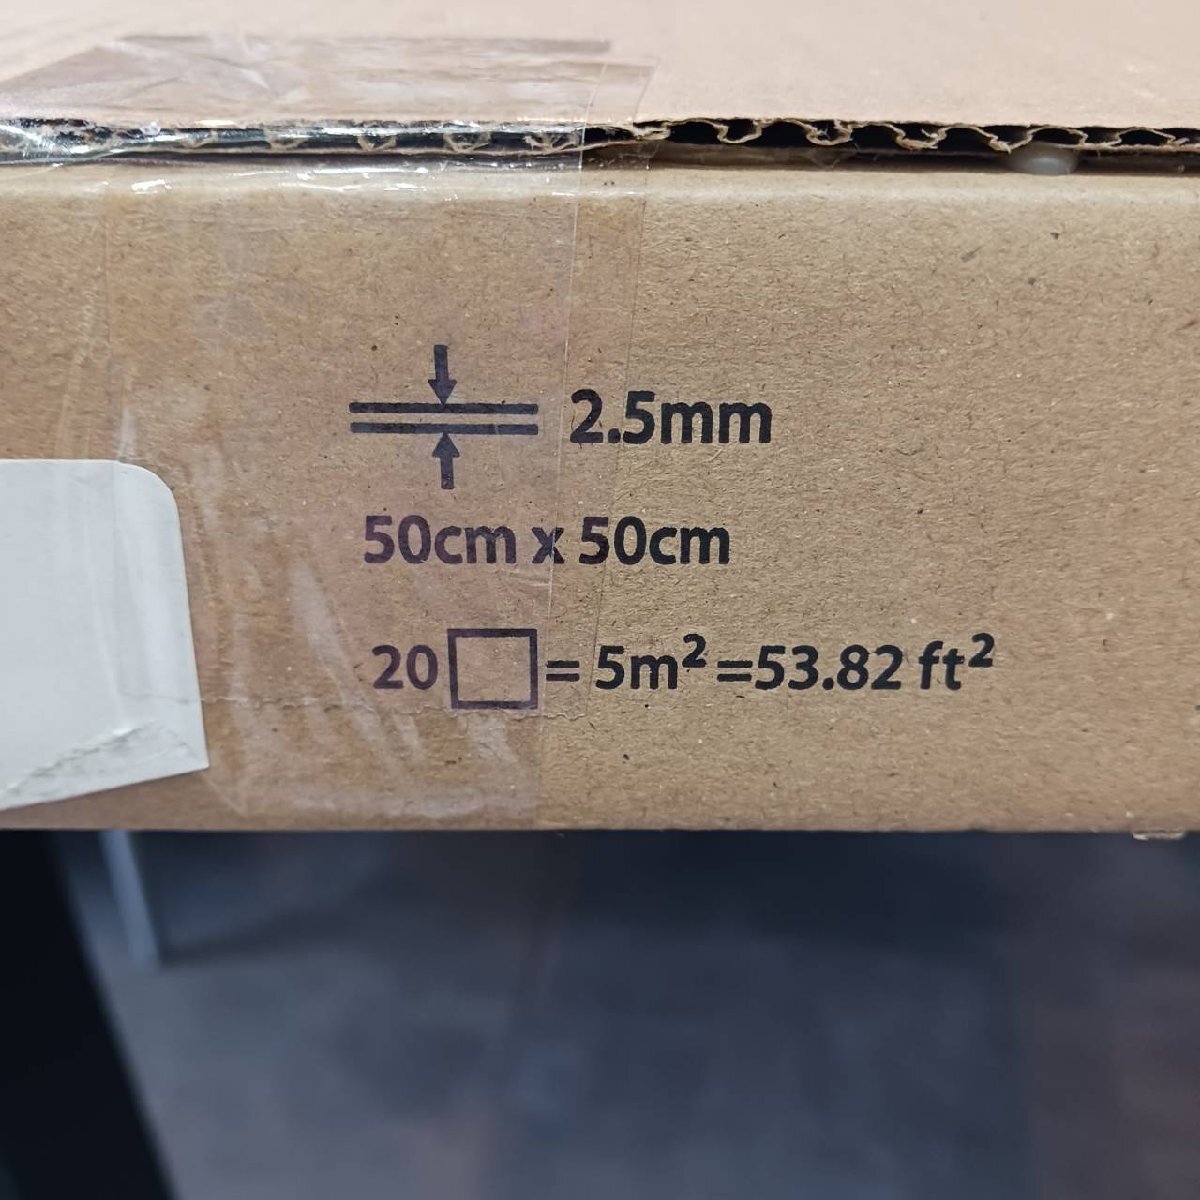 2.5mm
50cm x 50cm
20 = 5m² =53.82 ft²